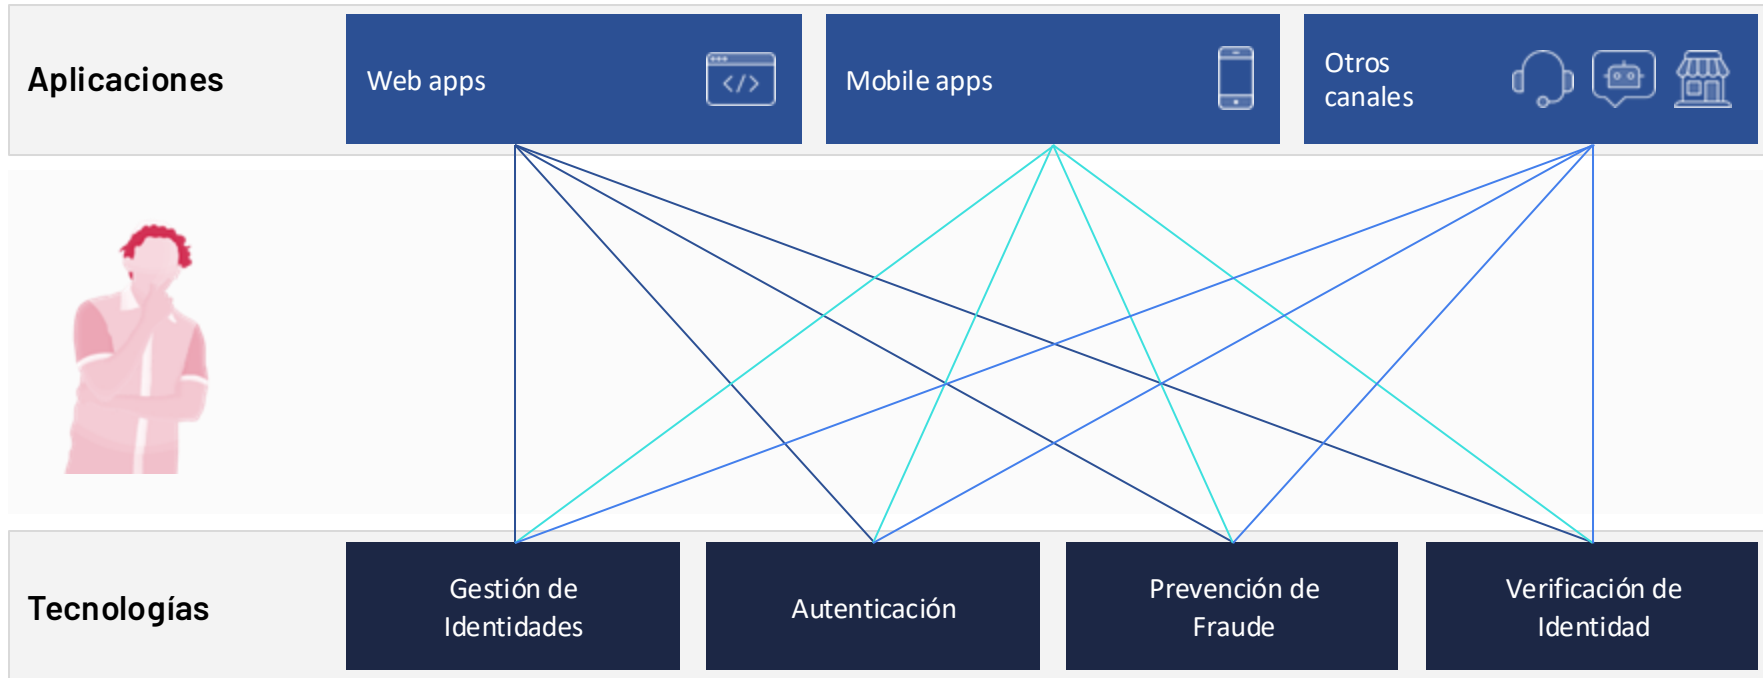 Aplicaciones
Web apps
</>
Mobile apps
Otros
canales
Tecnologías
Gestión de
Identidades
Autenticación
Prevención de
Fraude
Verificación de
Identidad